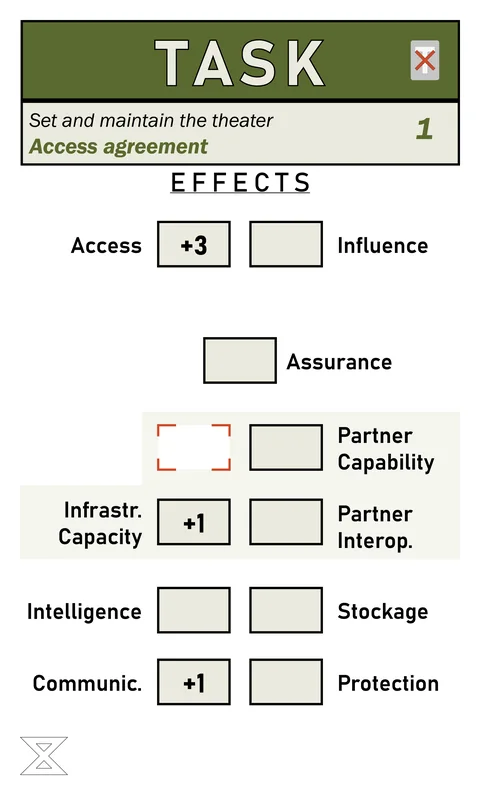 TASK
Set and maintain the theater
Access agreement
1
EFFECTS
Access +3 Influence
Assurance
Partner
Capability
Infrastr.
Capacity
+1
Partner
Interop.
Intelligence Stockage
Communic. +1 Protection